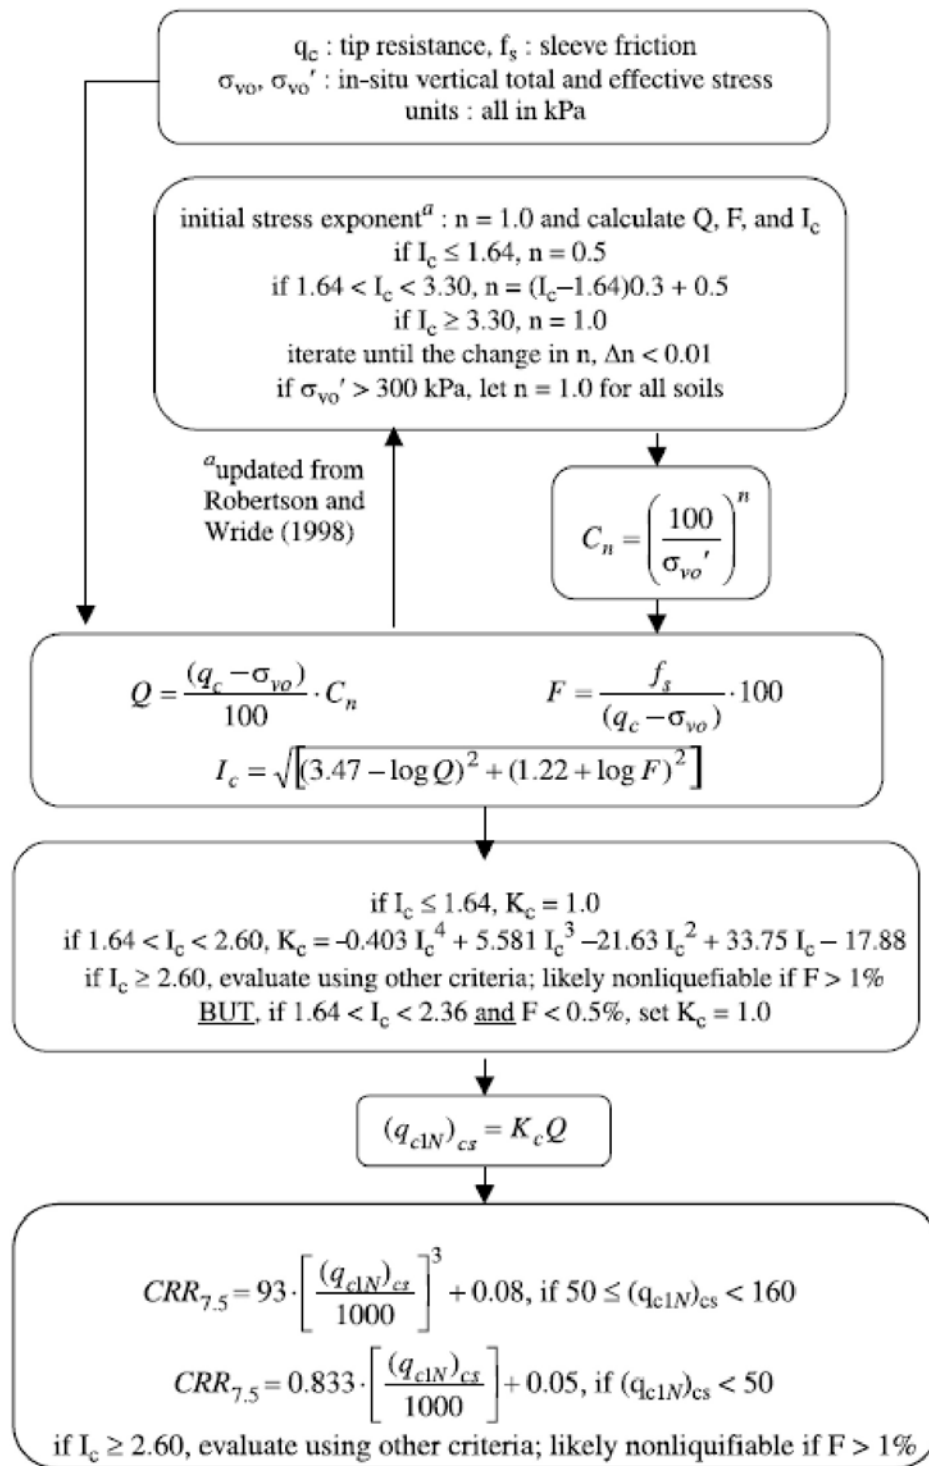 q_c : tip resistance, f_s : sleeve friction
σ_vo, σ_vo′ : in-situ vertical total and effective stress
units : all in kPa
initial stress exponent^a : n = 1.0 and calculate Q, F, and I_c
if I_c ≤ 1.64, n = 0.5
if 1.64 < I_c < 3.30, n = (I_c–1.64)0.3 + 0.5
if I_c ≥ 3.30, n = 1.0
iterate until the change in n, Δn < 0.01
if σ_vo′ > 300 kPa, let n = 1.0 for all soils
^a updated from
Robertson and
Wride (1998)
C_n = (100 / σ_vo′)^n
Q = (q_c – σ_vo) / 100 · C_n
F = f_s / (q_c – σ_vo) · 100
I_c = √[(3.47 – log Q)^2 + (1.22 + log F)^2]
if I_c ≤ 1.64, K_c = 1.0
if 1.64 < I_c < 2.60, K_c = –0.403 I_c^4 + 5.581 I_c^3 –21.63 I_c^2 + 33.75 I_c – 17.88
if I_c ≥ 2.60, evaluate using other criteria; likely nonliquefiable if F > 1%
BUT, if 1.64 < I_c < 2.36 and F < 0.5%, set K_c = 1.0
(q_c1N)_cs = K_c Q
CRR_7.5 = 93 · [(q_c1N)_cs / 1000]^3 + 0.08, if 50 ≤ (q_c1N)_cs < 160
CRR_7.5 = 0.833 · [(q_c1N)_cs / 1000] + 0.05, if (q_c1N)_cs < 50
if I_c ≥ 2.60, evaluate using other criteria; likely nonliquifiable if F > 1%